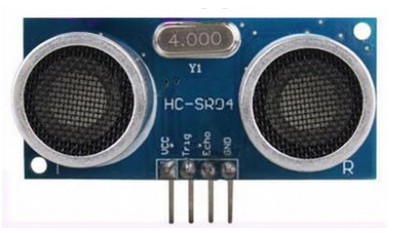 4.000
Y1
HC-SR04
VCC Trig Echo GND
T R